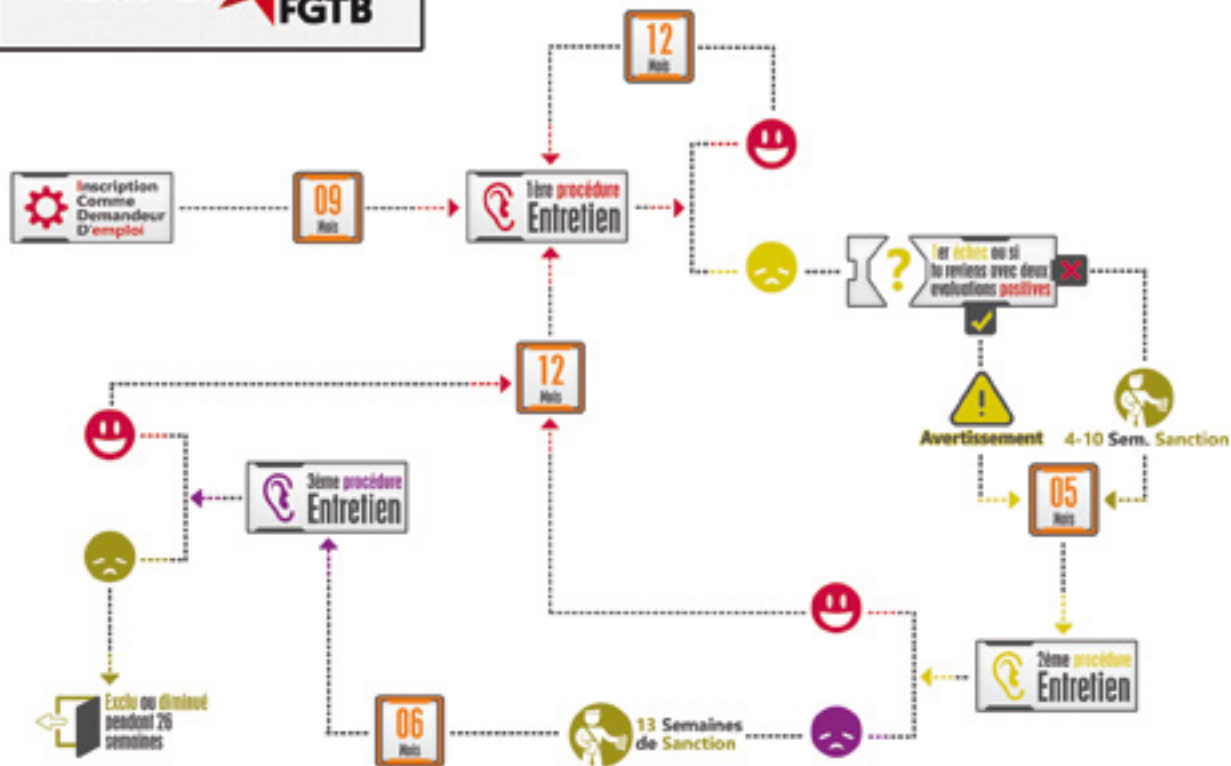 FGTB
12
Mois
Inscription
Comme
Demandeur
D'emploi
09
Mois
1ère procédure
Entretien
?
1er échec ou si
tu reviens avec deux
evaluations positives
12
Mois
Avertissement
4-10 Sem. Sanction
05
Mois
3ème procédure
Entretien
2ème procédure
Entretien
Exclu ou diminué
pendant 26
semaines
06
Mois
13 Semaines
de Sanction